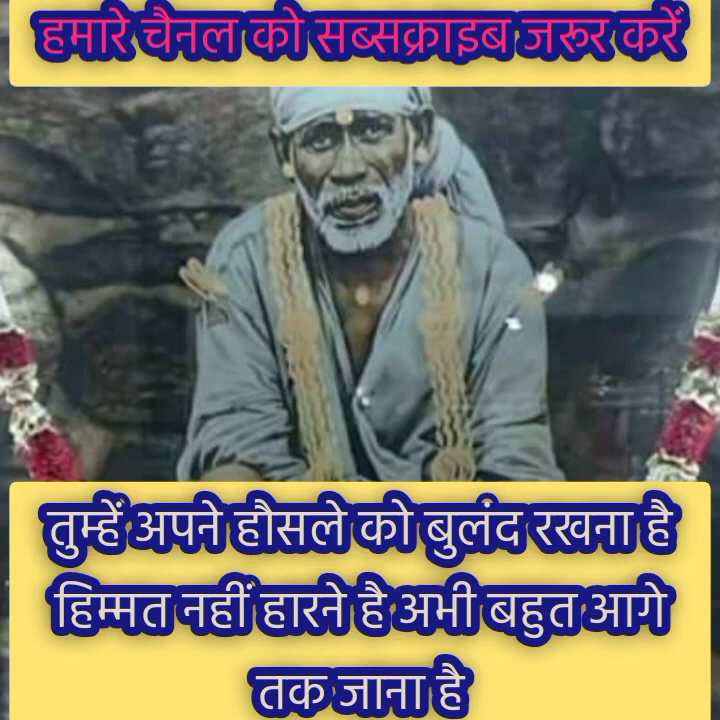 हमारे चैनल को सब्सक्राइब जरूर करें
तुम्हें अपने हौसले को बुलंद रखना है
हिम्मत नहीं हारने है अभी बहुत आगे
तक जाना है